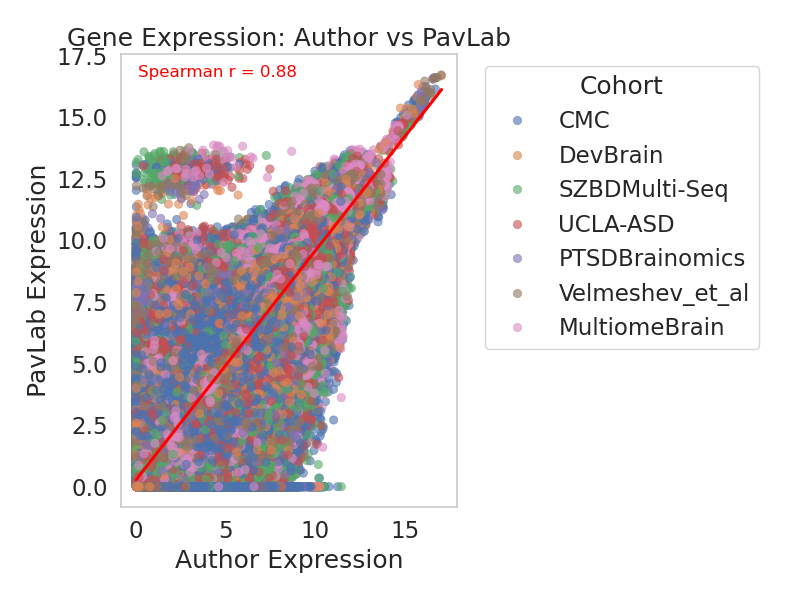 Gene Expression: Author vs PavLab
Spearman r = 0.88
17.5
15.0
12.5
10.0
7.5
5.0
2.5
0.0
PavLab Expression
0 5 10 15
Author Expression
Cohort
CMC
DevBrain
SZBDMulti-Seq
UCLA-ASD
PTSDBrainomics
Velmeshev_et_al
MultiomeBrain